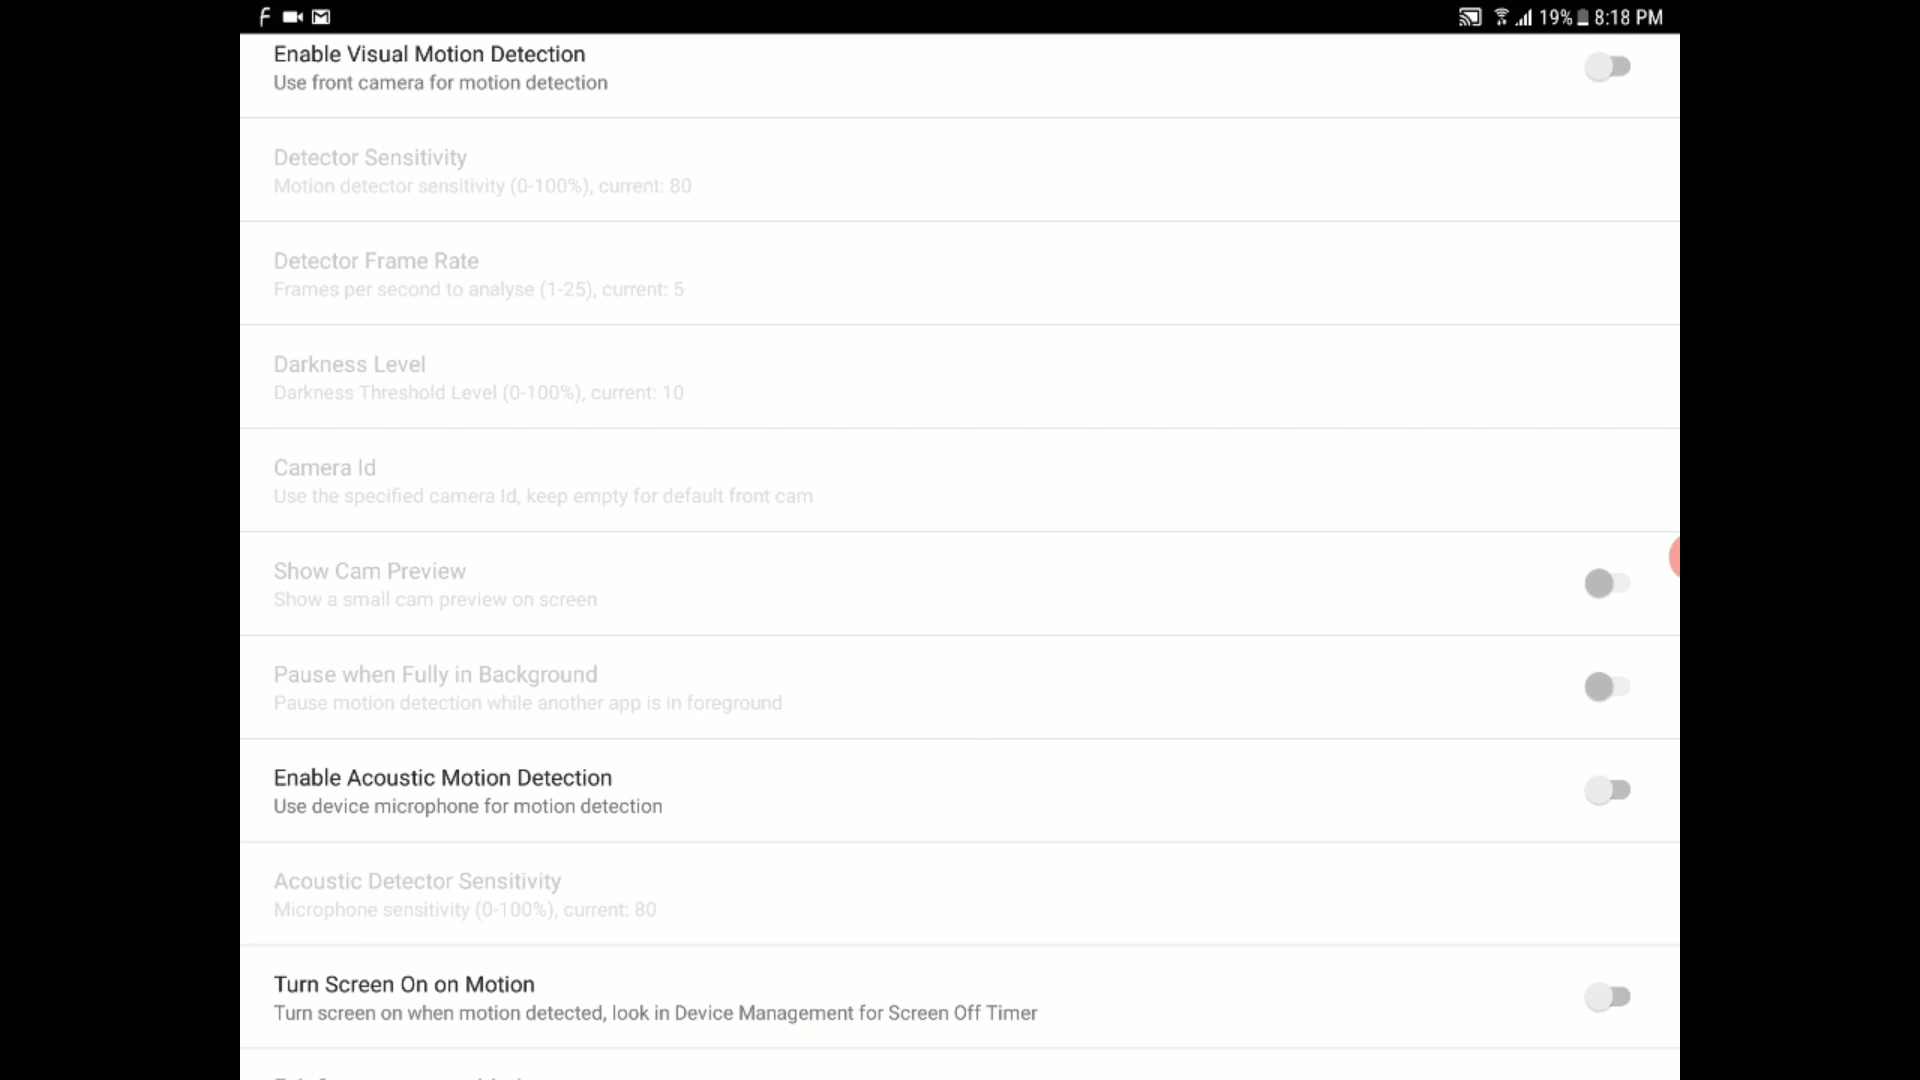 19% 8:18 PM
Enable Visual Motion Detection
Use front camera for motion detection
Detector Sensitivity
Motion detector sensitivity (0-100%), current: 80
Detector Frame Rate
Frames per second to analyse (1-25), current: 5
Darkness Level
Darkness Threshold Level (0-100%), current: 10
Camera Id
Use the specified camera Id, keep empty for default front cam
Show Cam Preview
Show a small cam preview on screen
Pause when Fully in Background
Pause motion detection while another app is in foreground
Enable Acoustic Motion Detection
Use device microphone for motion detection
Acoustic Detector Sensitivity
Microphone sensitivity (0-100%), current: 80
Turn Screen On on Motion
Turn screen on when motion detected, look in Device Management for Screen Off Timer